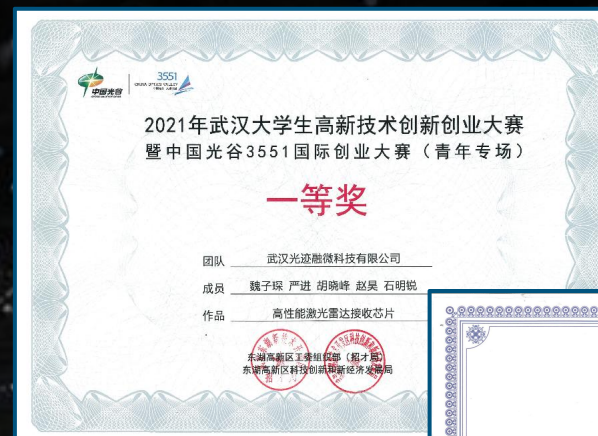 中国光谷
3551
2021年武汉大学生高新技术创新创业大赛
暨中国光谷3551国际创业大赛（青年专场）
一等奖
团队 武汉光迹融微科技有限公司
成员 魏子琛 严进 胡晓峰 赵昊 石明锐
作品 高性能激光雷达接收芯片
东湖高新区工委组织部（招才局）
东湖高新区科技创新和新经济发展局